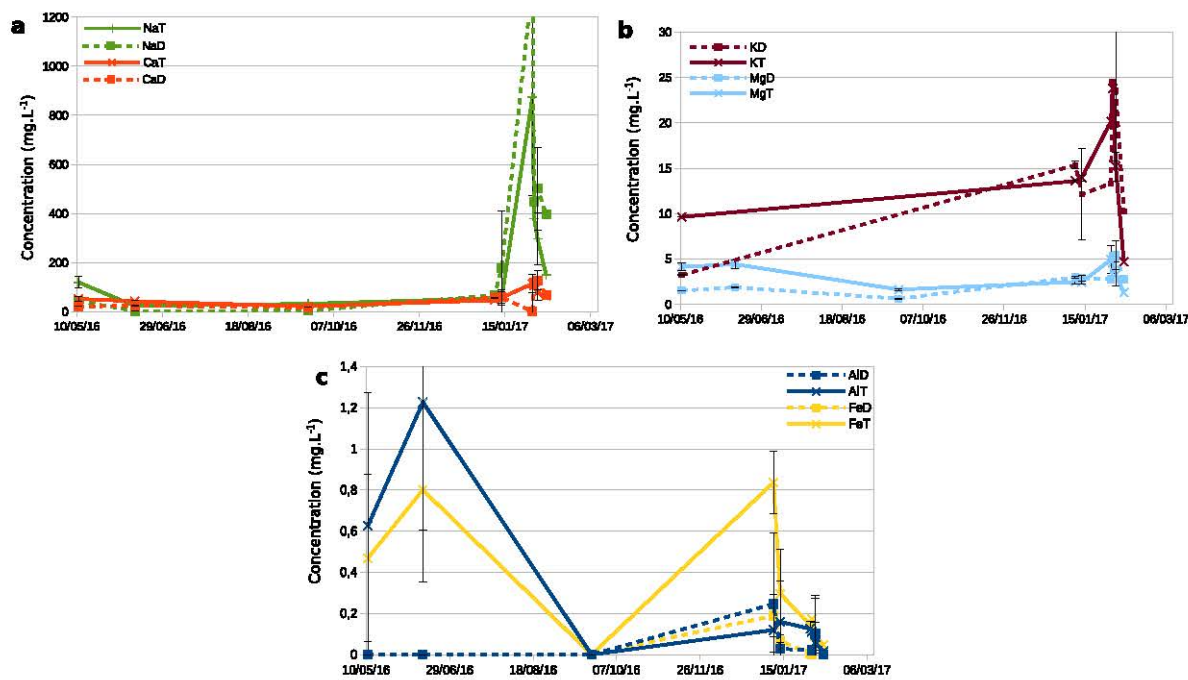 a
Concentration (mg.L-1)
1200
1000
800
600
400
200
0
NaT
NaD
CaT
CaD
10/05/16 29/06/16 18/08/16 07/10/16 26/11/16 15/01/17 06/03/17
b
Concentration (mg.L-1)
30
25
20
15
10
5
0
KD
KT
MgD
MgT
10/05/16 29/06/16 18/08/16 07/10/16 26/11/16 15/01/17 06/03/17
c
Concentration (mg.L-1)
1,4
1,2
1
0,8
0,6
0,4
0,2
0
AlD
AlT
FeD
FeT
10/05/16 29/06/16 18/08/16 07/10/16 26/11/16 15/01/17 06/03/17